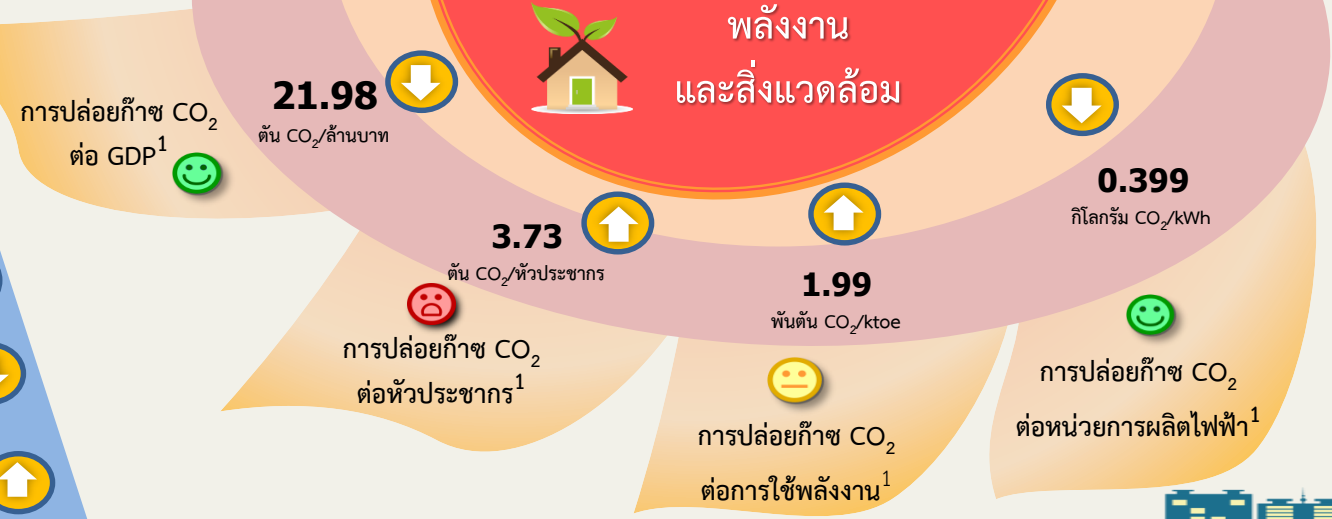 พลังงาน
และสิ่งแวดล้อม
การปล่อยก๊าซ CO₂
ต่อ GDP¹
21.98
ตัน CO₂/ล้านบาท
3.73
ตัน CO₂/หัวประชากร
การปล่อยก๊าซ CO₂
ต่อหัวประชากร¹
1.99
พันตัน CO₂/ktoe
การปล่อยก๊าซ CO₂
ต่อการใช้พลังงาน¹
0.399
กิโลกรัม CO₂/kWh
การปล่อยก๊าซ CO₂
ต่อหน่วยการผลิตไฟฟ้า¹